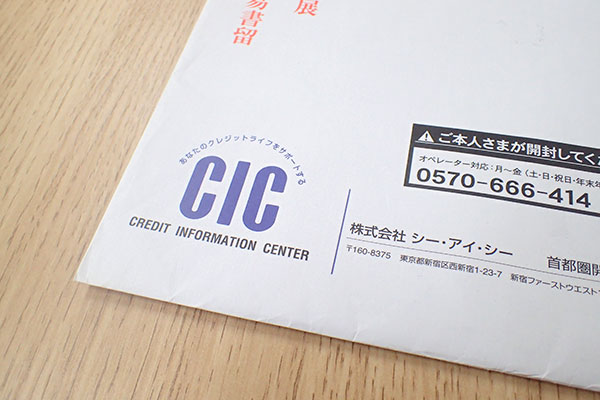 展
易書留
あなたのクレジットライフをサポートする
CIC
CREDIT INFORMATION CENTER
ご本人さまが開封してくだ
オペレーター対応:月~金(土・日・祝日・年末年
0570-666-414
株式会社 シー・アイ・シー 首都圏開
〒160-8375 東京都新宿区西新宿1-23-7 新宿ファーストウエスト